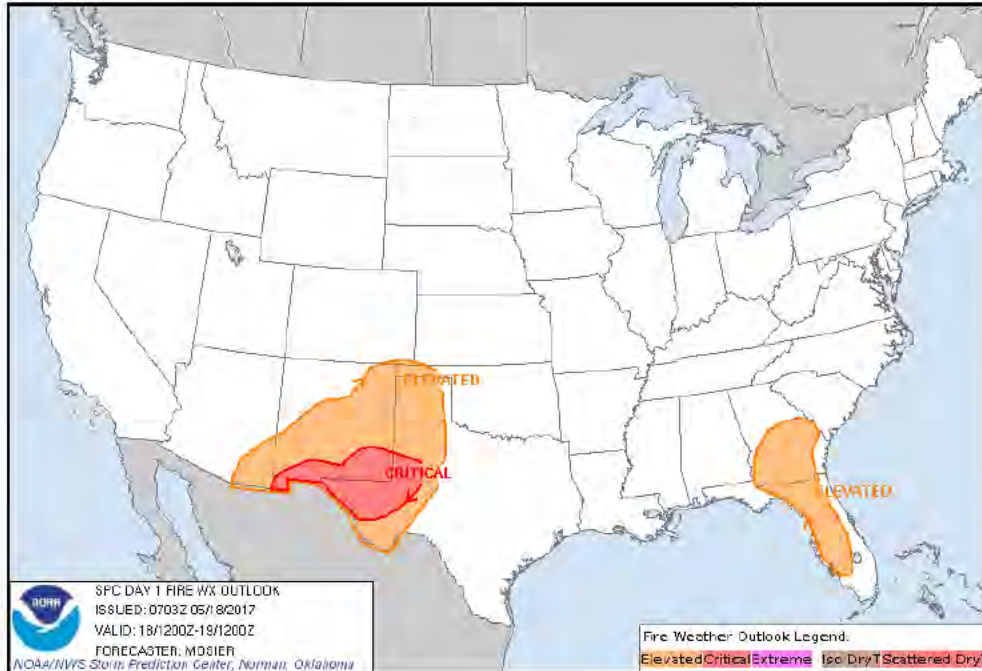 ELEVATED
CRITICAL
ELEVATED
NOAA
SPC DAY 1 FIRE WX OUTLOOK
ISSUED: 0703Z 05/18/2017
VALID: 18/1200Z-19/1200Z
FORECASTER: MOSIER
NOAA/NWS Storm Prediction Center, Norman, Oklahoma
Fire Weather Outlook Legend:
Elevated Critical Extreme Iso DryT Scattered Dry